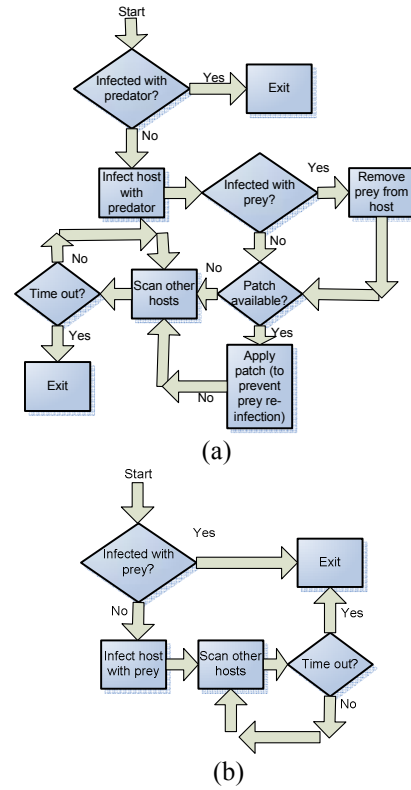 Start
Infected with
predator?
Yes
Exit
No
Infect host
with
predator
Infected with
prey?
Yes
Remove
prey from
host
No
No
Time out?
Scan other
hosts
No
Patch
available?
Yes
Yes
Exit
Apply
patch (to
prevent
prey re-
infection)
No
(a)
Start
Infected with
prey?
Yes
Exit
No
Yes
Infect host
with prey
Scan other
hosts
Time out?
No
(b)